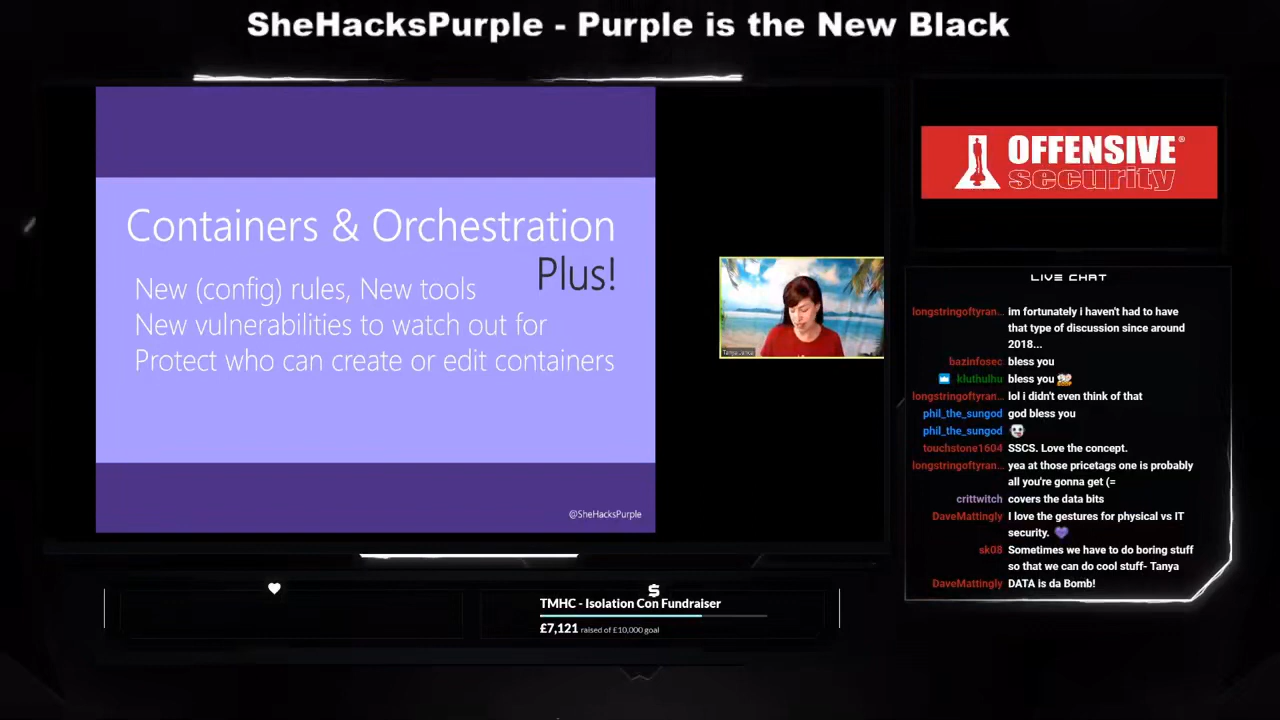 SheHacksPurple - Purple is the New Black
Containers & Orchestration
Plus!
New (config) rules, New tools
New vulnerabilities to watch out for
Protect who can create or edit containers
@SheHacksPurple
OFFENSIVE®
security
LIVE CHAT
longstringoftyran... im fortunately i haven't had to have
that type of discussion since around
2018...
bazinfosec bless you
kluthulhu bless you
longstringoftyran... lol i didn't even think of that
phil_the_sungod god bless you
phil_the_sungod
touchstone1604 SSCS. Love the concept.
longstringoftyran... yea at those pricetags one is probably
all you're gonna get (=
crittwitch covers the data bits
DaveMattingly I love the gestures for physical vs IT
security. 💜
sk08 Sometimes we have to do boring stuff
so that we can do cool stuff- Tanya
DaveMattingly DATA is da Bomb!
TMHC - Isolation Con Fundraiser
£7,121 raised of £10,000 goal